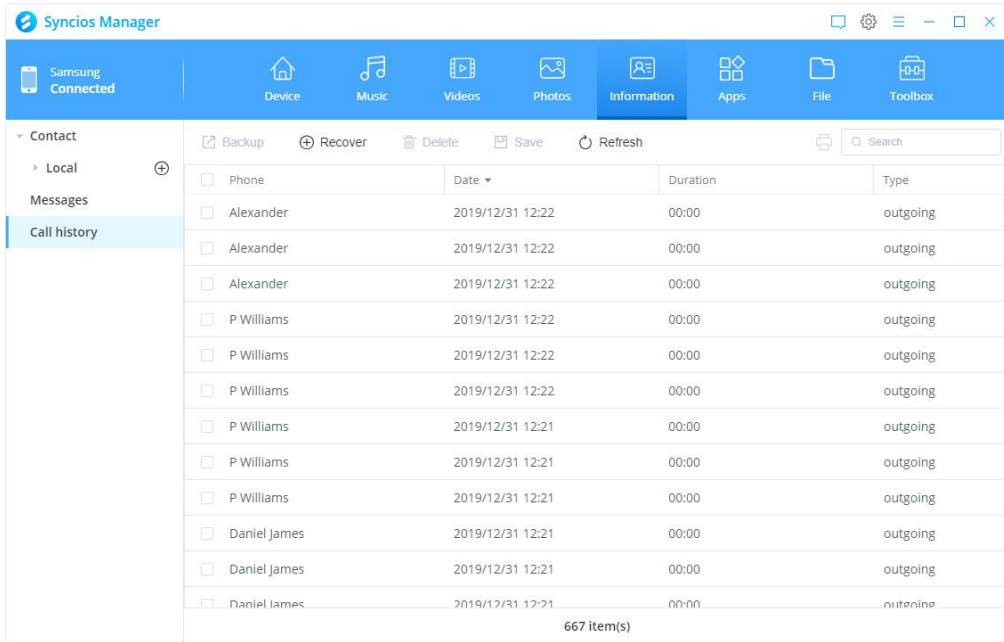 Syncios Manager
Samsung
Connected
Device Music Videos Photos Information Apps File Toolbox
Contact
Local
Messages
Call history
Backup Recover Delete Save Refresh Search
Phone Date Duration Type
Alexander 2019/12/31 12:22 00:00 outgoing
Alexander 2019/12/31 12:22 00:00 outgoing
Alexander 2019/12/31 12:22 00:00 outgoing
P Williams 2019/12/31 12:22 00:00 outgoing
P Williams 2019/12/31 12:22 00:00 outgoing
P Williams 2019/12/31 12:22 00:00 outgoing
P Williams 2019/12/31 12:21 00:00 outgoing
P Williams 2019/12/31 12:21 00:00 outgoing
P Williams 2019/12/31 12:21 00:00 outgoing
Daniel James 2019/12/31 12:21 00:00 outgoing
Daniel James 2019/12/31 12:21 00:00 outgoing
Daniel James 2019/12/31 12:21 00:00 outgoing
667 item(s)